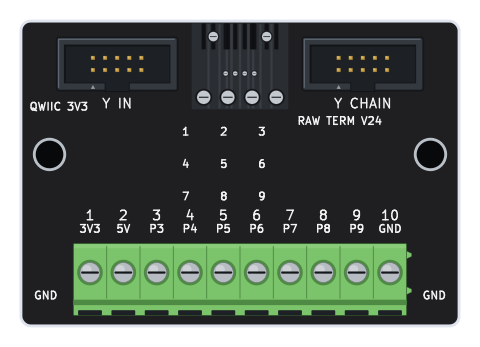 QWIIC 3V3 Y IN Y CHAIN
RAW TERM V24
1 2 3
4 5 6
7 8 9
1 2 3 4 5 6 7 8 9 10
3V3 5V P3 P4 P5 P6 P7 P8 P9 GND
GND GND